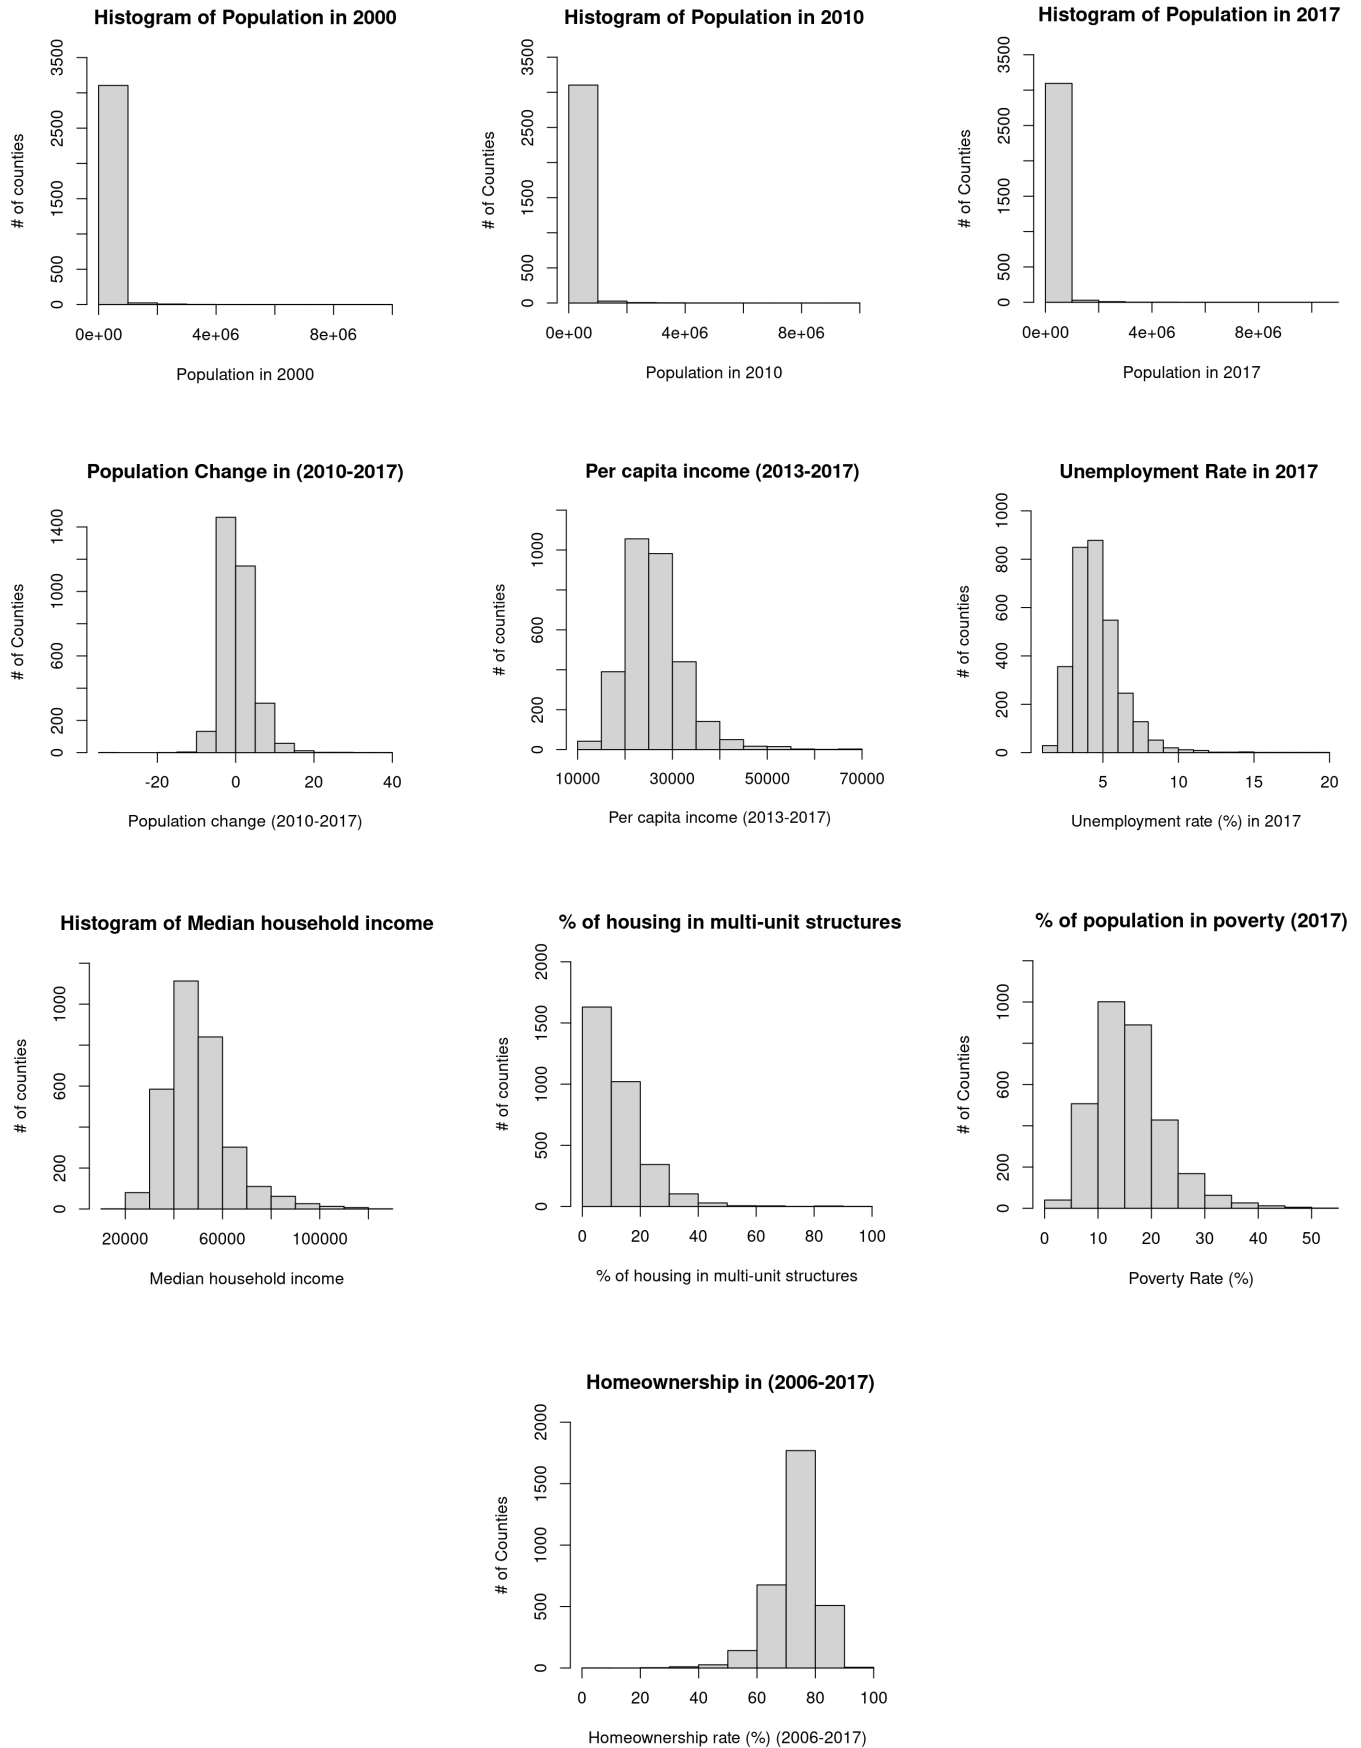 Histogram of Population in 2000
# of counties
3500
2500
1500
500
0
0e+00 4e+06 8e+06
Population in 2000
Histogram of Population in 2010
# of Counties
3500
2500
1500
500
0
0e+00 4e+06 8e+06
Population in 2010
Histogram of Population in 2017
# of Counties
3500
2500
1500
500
0
0e+00 4e+06 8e+06
Population in 2017
Population Change in (2010-2017)
# of Counties
1400
1000
600
200
0
-20 0 20 40
Population change (2010-2017)
Per capita income (2013-2017)
# of counties
1000
600
200
0
10000 30000 50000 70000
Per capita income (2013-2017)
Unemployment Rate in 2017
# of counties
1000
800
600
400
200
0
5 10 15 20
Unemployment rate (%) in 2017
Histogram of Median household income
# of counties
1000
600
200
0
20000 60000 100000
Median household income
% of housing in multi-unit structures
# of counties
2000
1500
1000
500
0
0 20 40 60 80 100
% of housing in multi-unit structures
% of population in poverty (2017)
# of Counties
1000
600
200
0
0 10 20 30 40 50
Poverty Rate (%)
Homeownership in (2006-2017)
# of Counties
2000
1500
1000
500
0
0 20 40 60 80 100
Homeownership rate (%) (2006-2017)